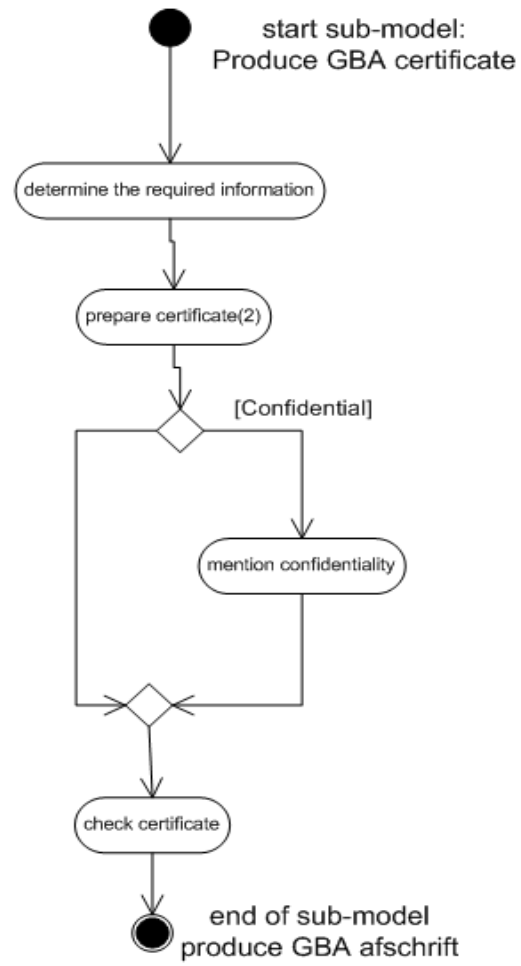 start sub-model:
Produce GBA certificate
determine the required information
prepare certificate(2)
[Confidential]
mention confidentiality
check certificate
end of sub-model
produce GBA afschrift